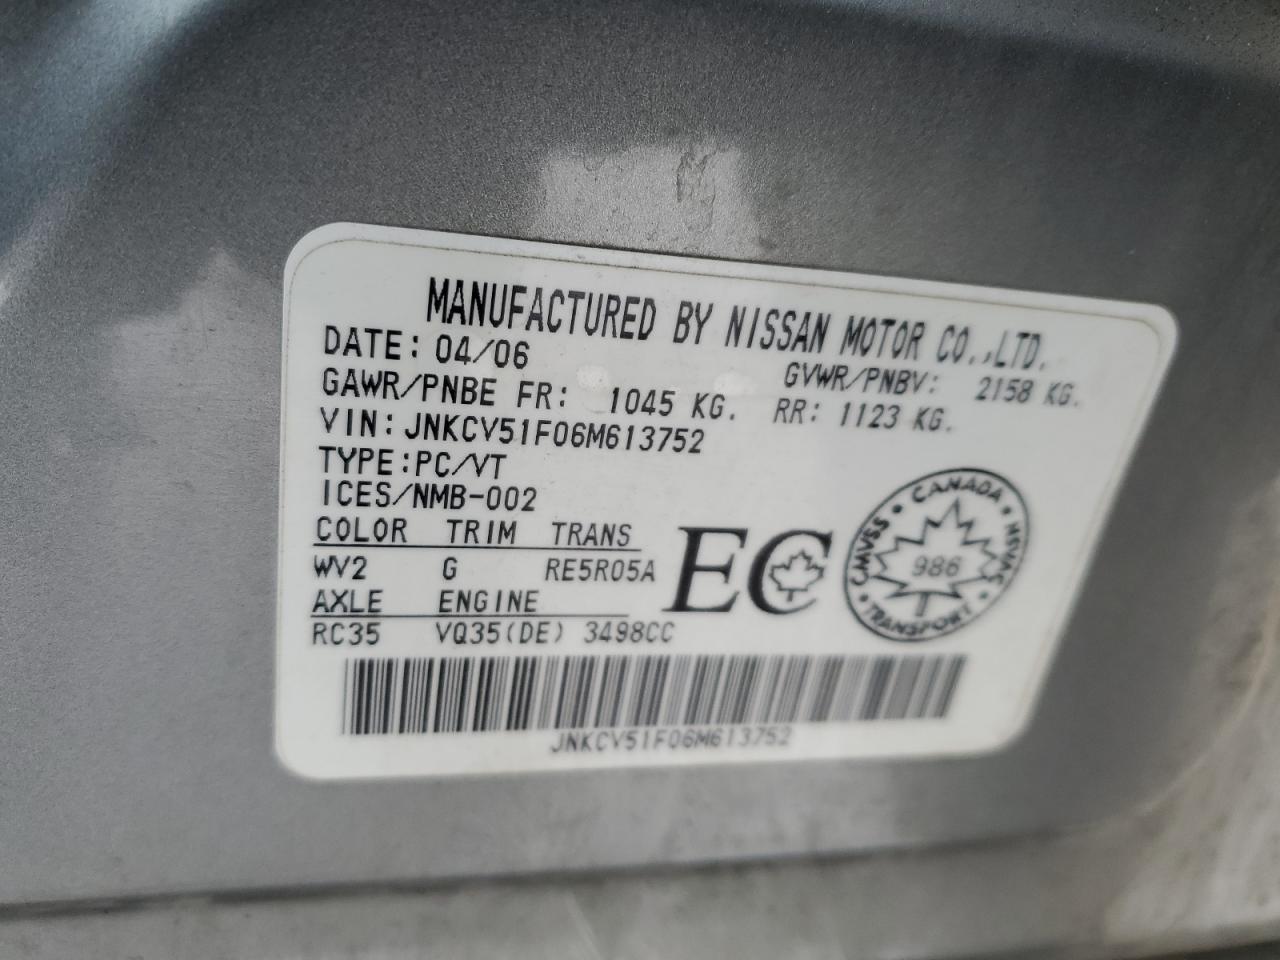 MANUFACTURED BY NISSAN MOTOR CO.,LTD.
DATE: 04/06 GVWR/PNBV: 2158 KG.
GAWR/PNBE FR: 1045 KG. RR: 1123 KG.
VIN: JNKCV51F06M613752
TYPE:PC/VT
ICES/NMB-002
COLOR TRIM TRANS
WV2 G RE5R05A
AXLE ENGINE
RC35 VQ35(DE) 3498CC
EC
CMVSS • CANADA • NSVAC • TRANSPORT •
986
JNKCV51F06M613752